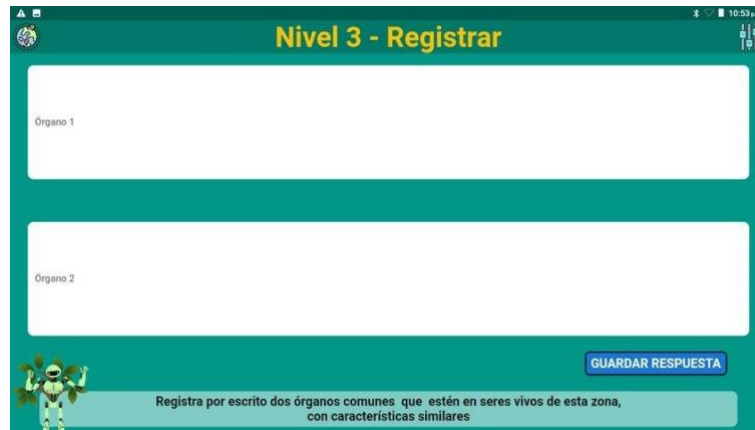 10:53 p
Nivel 3 - Registrar
Órgano 1
Órgano 2
GUARDAR RESPUESTA
Registra por escrito dos órganos comunes que estén en seres vivos de esta zona,
con características similares